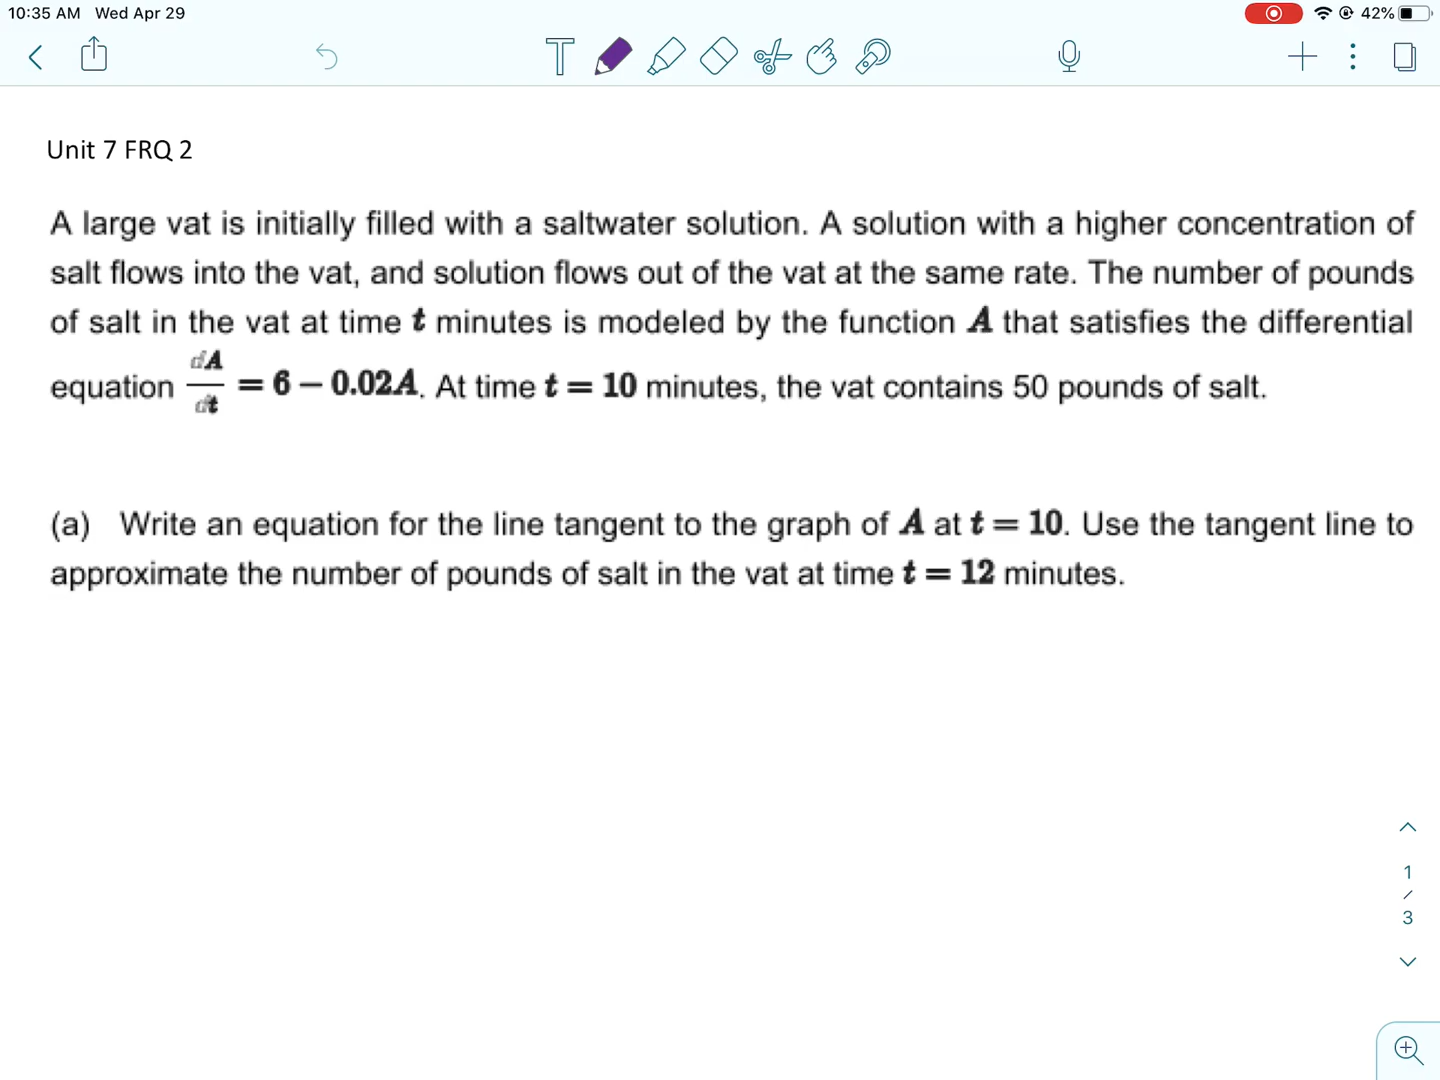 10:35 AM Wed Apr 29
42%
T
Unit 7 FRQ 2
A large vat is initially filled with a saltwater solution. A solution with a higher concentration of
salt flows into the vat, and solution flows out of the vat at the same rate. The number of pounds
of salt in the vat at time t minutes is modeled by the function A that satisfies the differential
equation dA/dt = 6 – 0.02A. At time t = 10 minutes, the vat contains 50 pounds of salt.
(a) Write an equation for the line tangent to the graph of A at t = 10. Use the tangent line to
approximate the number of pounds of salt in the vat at time t = 12 minutes.
1
/
3